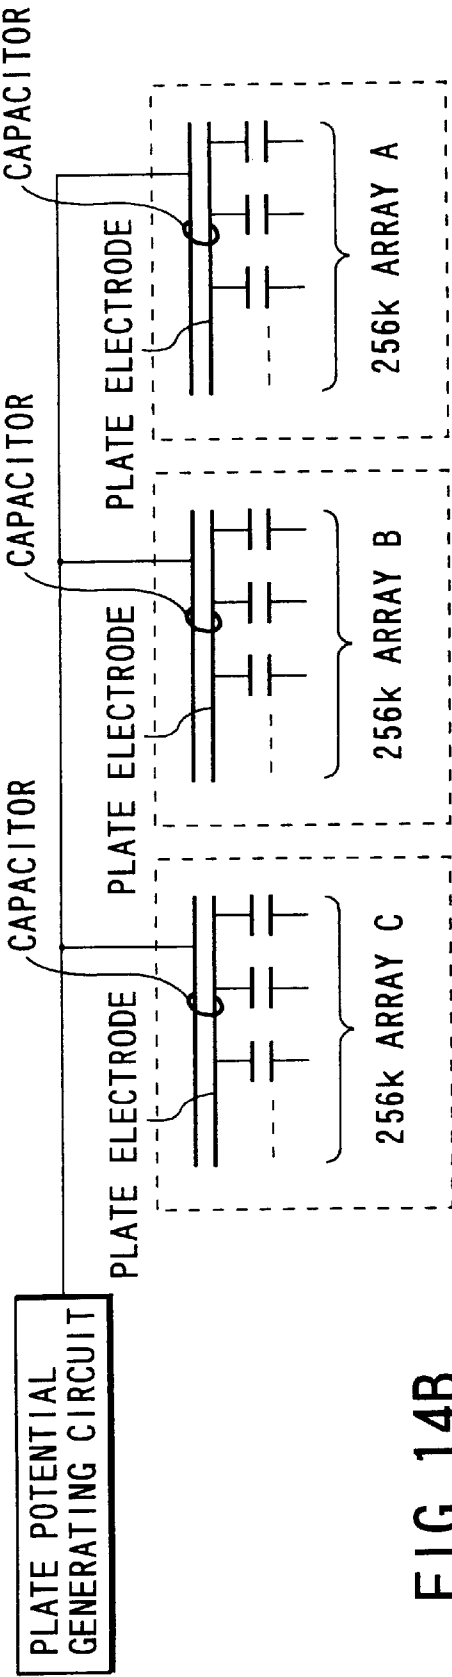 PLATE POTENTIAL
GENERATING CIRCUIT
CAPACITOR
CAPACITOR
CAPACITOR
PLATE ELECTRODE
PLATE ELECTRODE
PLATE ELECTRODE
256k ARRAY C
256k ARRAY B
256k ARRAY A
FIG. 14B